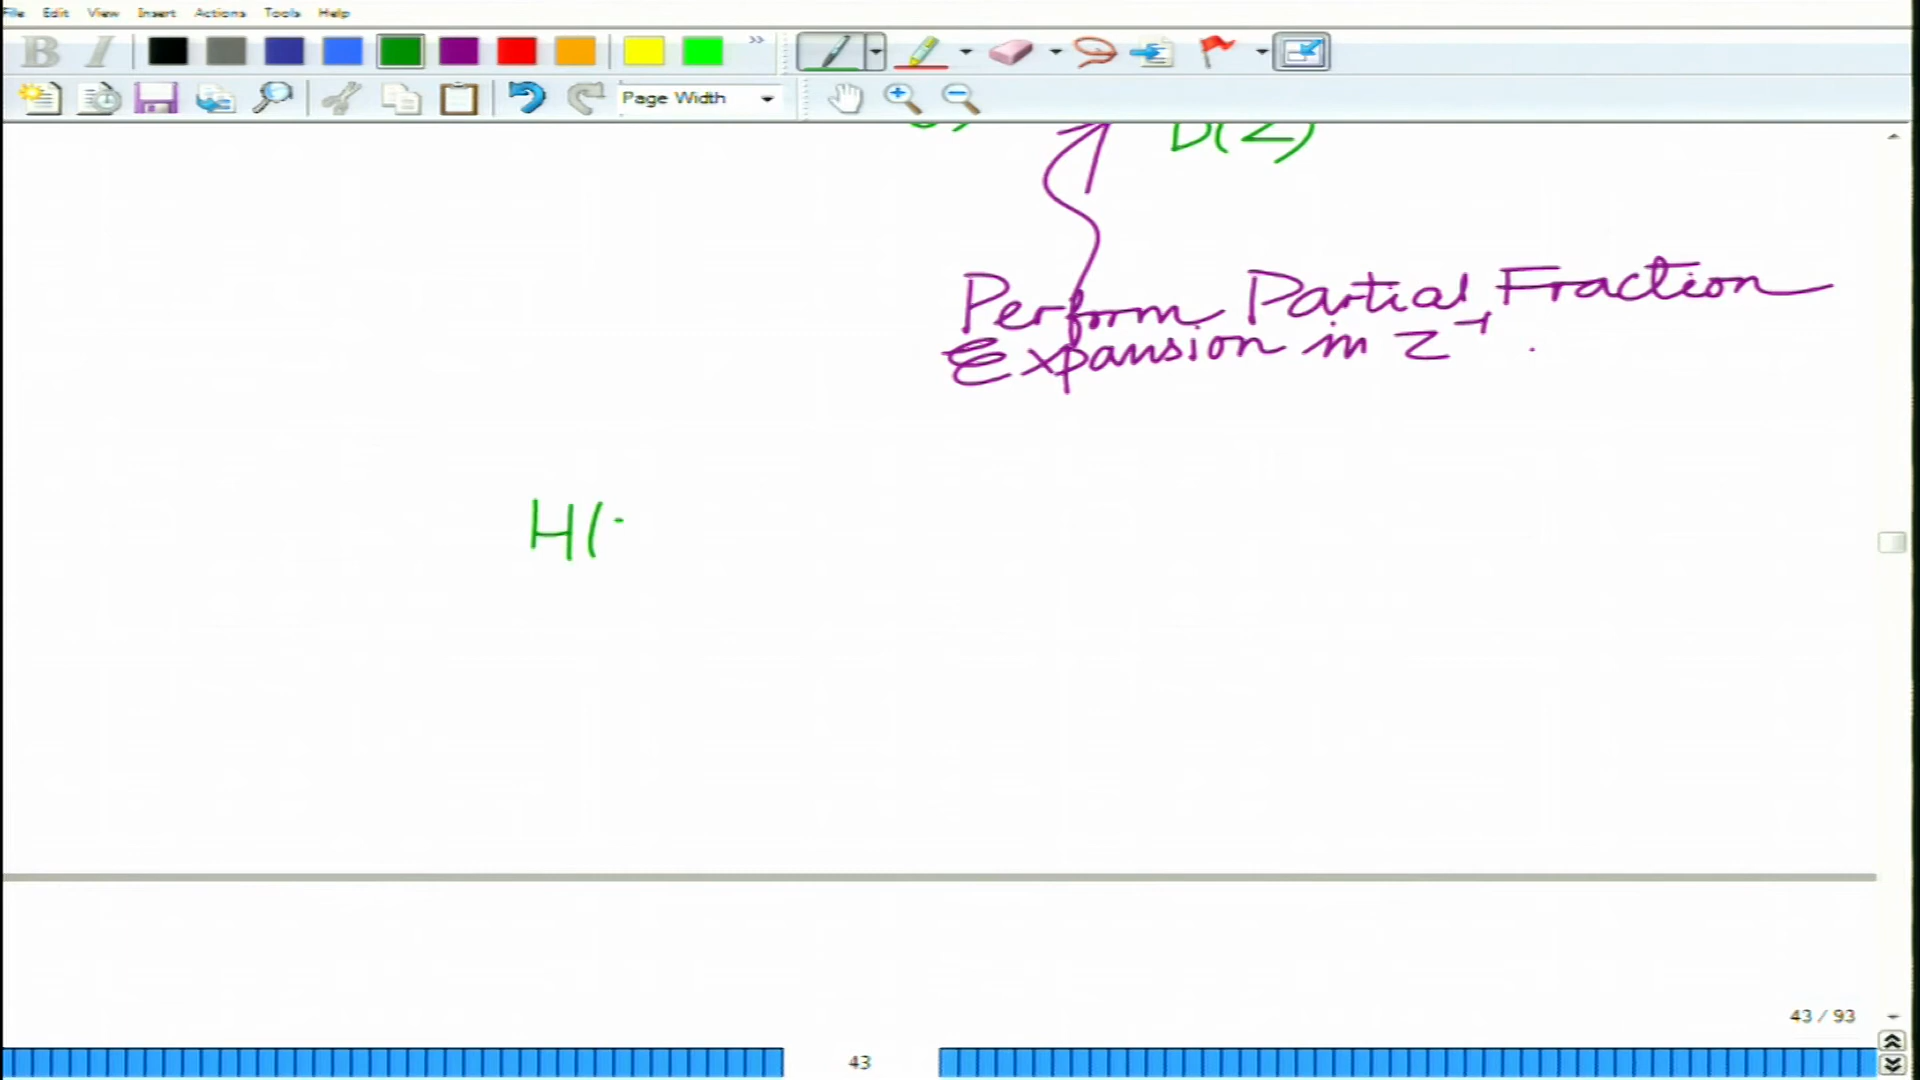 File Edit View Insert Actions Tools Help
B I
Page Width
D(Z)
Perform Partial Fraction
Expansion in Z⁻¹.
H(
43 / 93
43